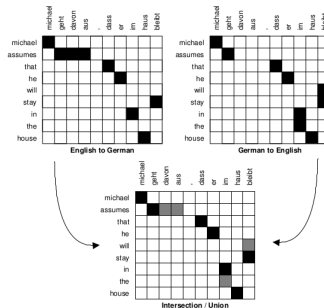 michael geht davon aus , dass er im haus bleibt
michael
assumes
that
he
will
stay
in
the
house
English to German
michael geht davon aus , dass er im haus
michael
assumes
that
he
will
stay
in
the
house
German to English
michael geht davon aus , dass er im haus bleibt
michael
assumes
that
he
will
stay
in
the
house
Intersection / Union